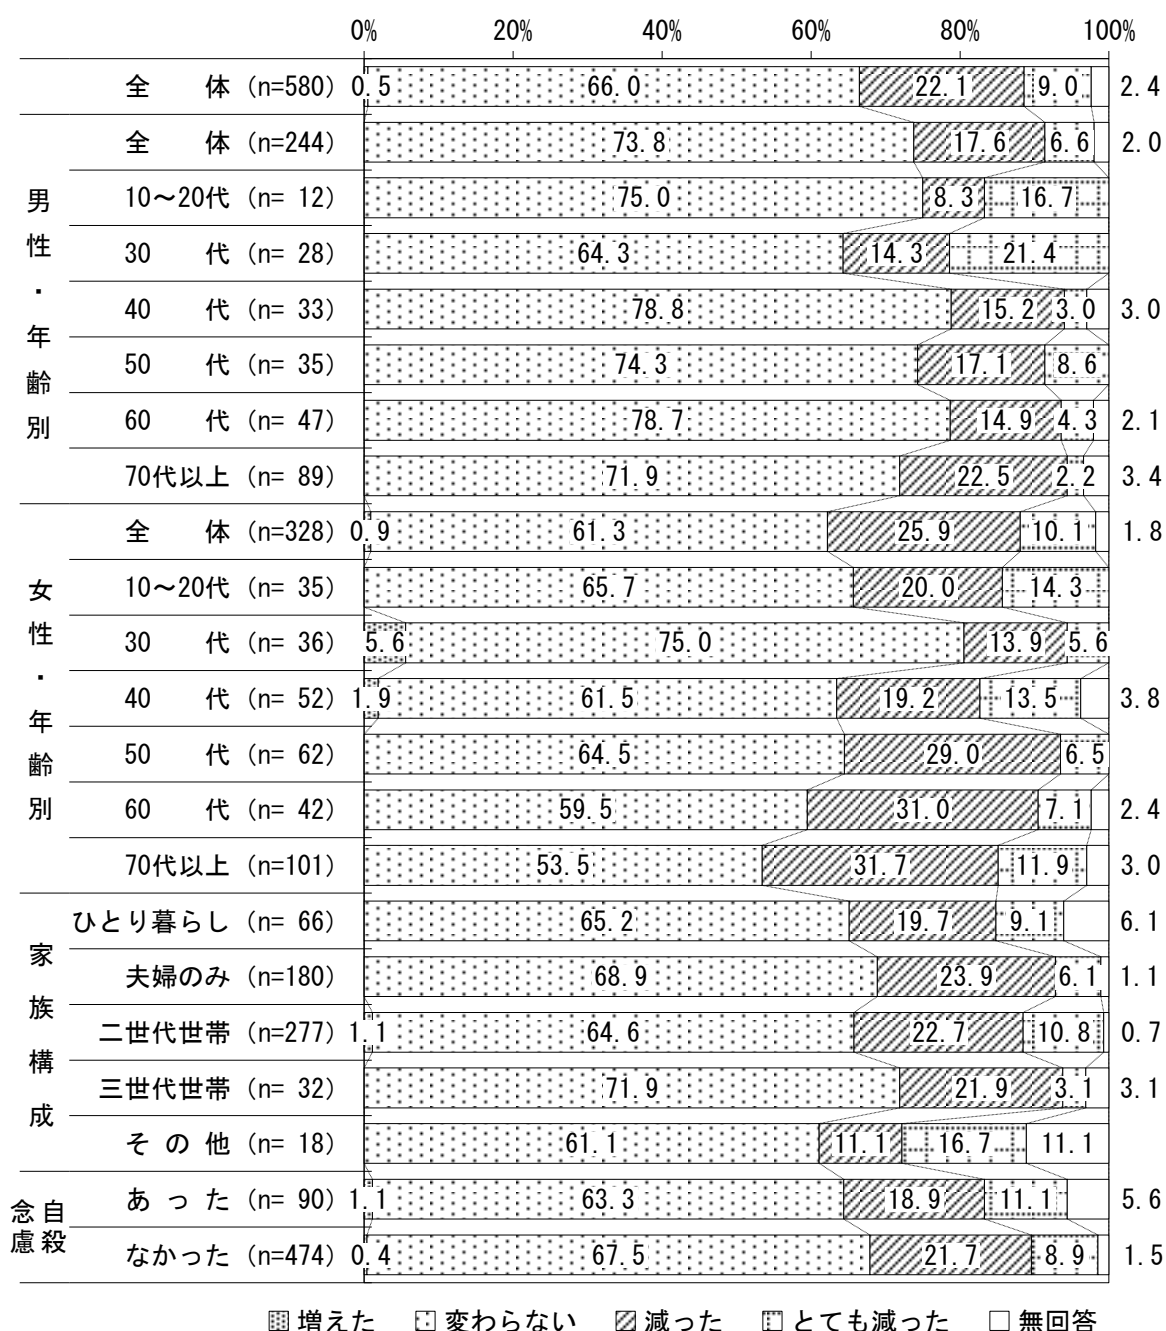 0% 20% 40% 60% 80% 100%
全 体 (n=580) 0.5 66.0 22.1 9.0 2.4
男性・年齢別
全 体 (n=244) 73.8 17.6 6.6 2.0
10～20代 (n= 12) 75.0 8.3 16.7
30 代 (n= 28) 64.3 14.3 21.4
40 代 (n= 33) 78.8 15.2 3.0 3.0
50 代 (n= 35) 74.3 17.1 8.6
60 代 (n= 47) 78.7 14.9 4.3 2.1
70代以上 (n= 89) 71.9 22.5 2.2 3.4
女性・年齢別
全 体 (n=328) 0.9 61.3 25.9 10.1 1.8
10～20代 (n= 35) 65.7 20.0 14.3
30 代 (n= 36) 5.6 75.0 13.9 5.6
40 代 (n= 52) 1.9 61.5 19.2 13.5 3.8
50 代 (n= 62) 64.5 29.0 6.5
60 代 (n= 42) 59.5 31.0 7.1 2.4
70代以上 (n=101) 53.5 31.7 11.9 3.0
家族構成
ひとり暮らし (n= 66) 65.2 19.7 9.1 6.1
夫婦のみ (n=180) 68.9 23.9 6.1 1.1
二世代世帯 (n=277) 1.1 64.6 22.7 10.8 0.7
三世代世帯 (n= 32) 71.9 21.9 3.1 3.1
そ の 他 (n= 18) 61.1 11.1 16.7 11.1
自殺念慮
あ っ た (n= 90) 1.1 63.3 18.9 11.1 5.6
なかった (n=474) 0.4 67.5 21.7 8.9 1.5
増えた 変わらない 減った とても減った 無回答